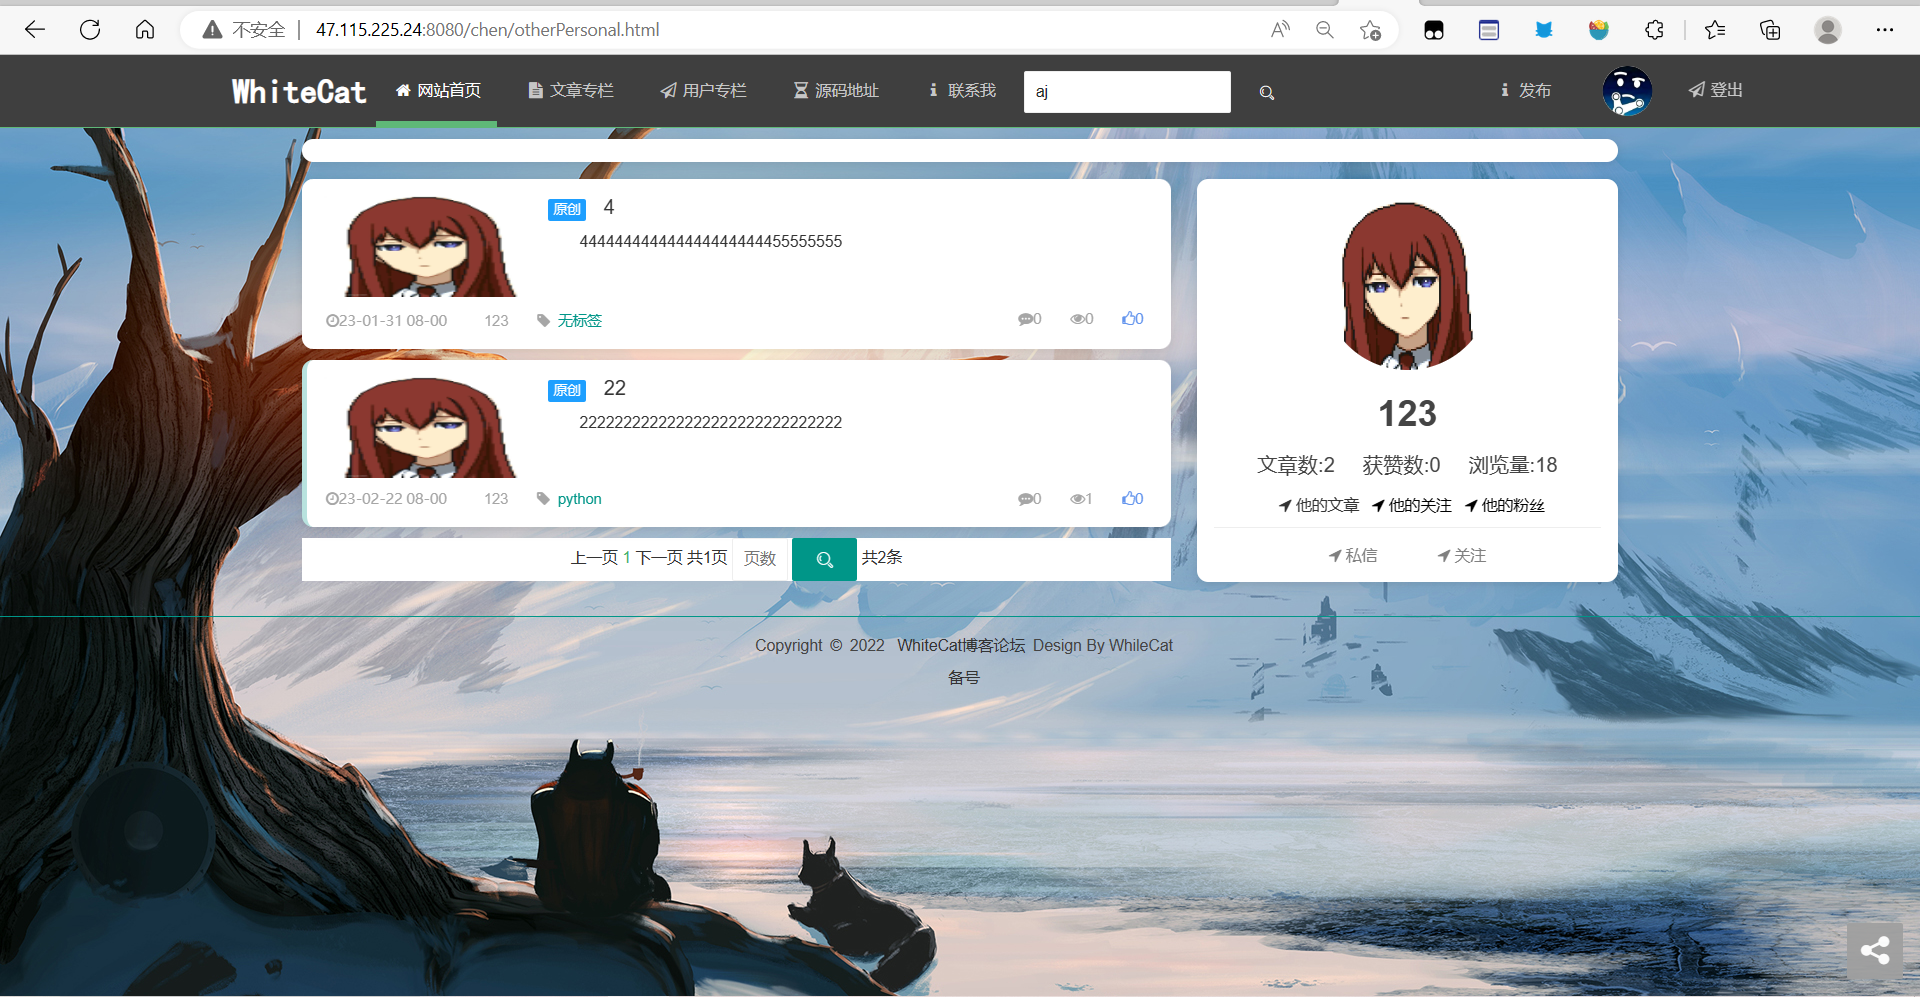 不安全 47.115.225.24:8080/chen/otherPersonal.html
WhiteCat 网站首页 文章专栏 用户专栏 源码地址 联系我 aj 发布 登出
原创 4
4444444444444444444444455555555
23-01-31 08-00 123 无标签 0 0 0
原创 22
2222222222222222222222222222222
23-02-22 08-00 123 python 0 1 0
上一页 1 下一页 共1页 页数 共2条
123
文章数:2 获赞数:0 浏览量:18
他的文章 他的关注 他的粉丝
私信 关注
Copyright © 2022 WhiteCat博客论坛 Design By WhileCat
备号